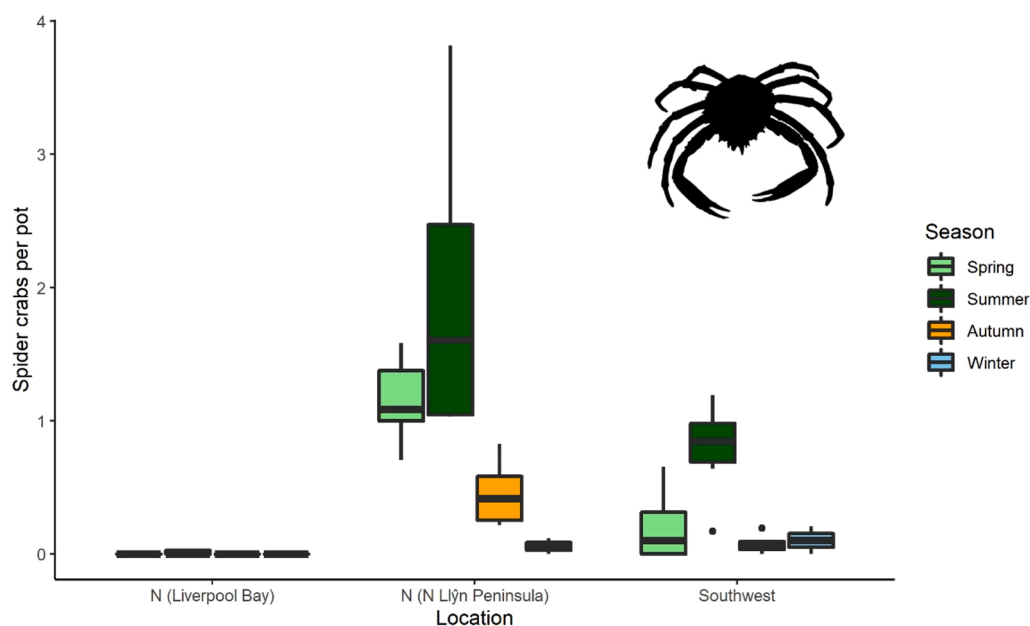 4
3
2
1
0
Spider crabs per pot
N (Liverpool Bay)
N (N Llŷn Peninsula)
Southwest
Location
Season
Spring
Summer
Autumn
Winter